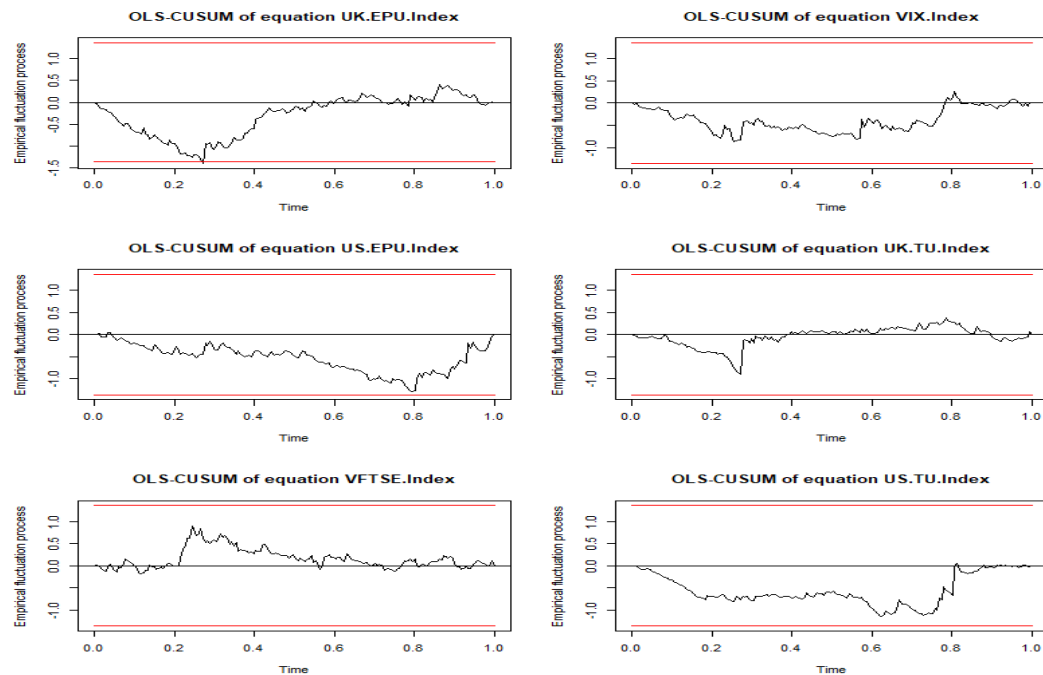 OLS-CUSUM of equation UK.EPU.Index
Empirical fluctuation process
1.0
0.5
0.0
-0.5
-1.5
0.0 0.2 0.4 0.6 0.8 1.0
Time
OLS-CUSUM of equation VIX.Index
Empirical fluctuation process
1.0
0.5
0.0
-1.0
0.0 0.2 0.4 0.6 0.8 1.0
Time
OLS-CUSUM of equation US.EPU.Index
Empirical fluctuation process
1.0
0.5
0.0
-1.0
0.0 0.2 0.4 0.6 0.8 1.0
Time
OLS-CUSUM of equation UK.TU.Index
Empirical fluctuation process
1.0
0.5
0.0
-1.0
0.0 0.2 0.4 0.6 0.8 1.0
Time
OLS-CUSUM of equation VFTSE.Index
Empirical fluctuation process
1.0
0.5
0.0
-1.0
0.0 0.2 0.4 0.6 0.8 1.0
Time
OLS-CUSUM of equation US.TU.Index
Empirical fluctuation process
1.0
0.5
0.0
-1.0
0.0 0.2 0.4 0.6 0.8 1.0
Time